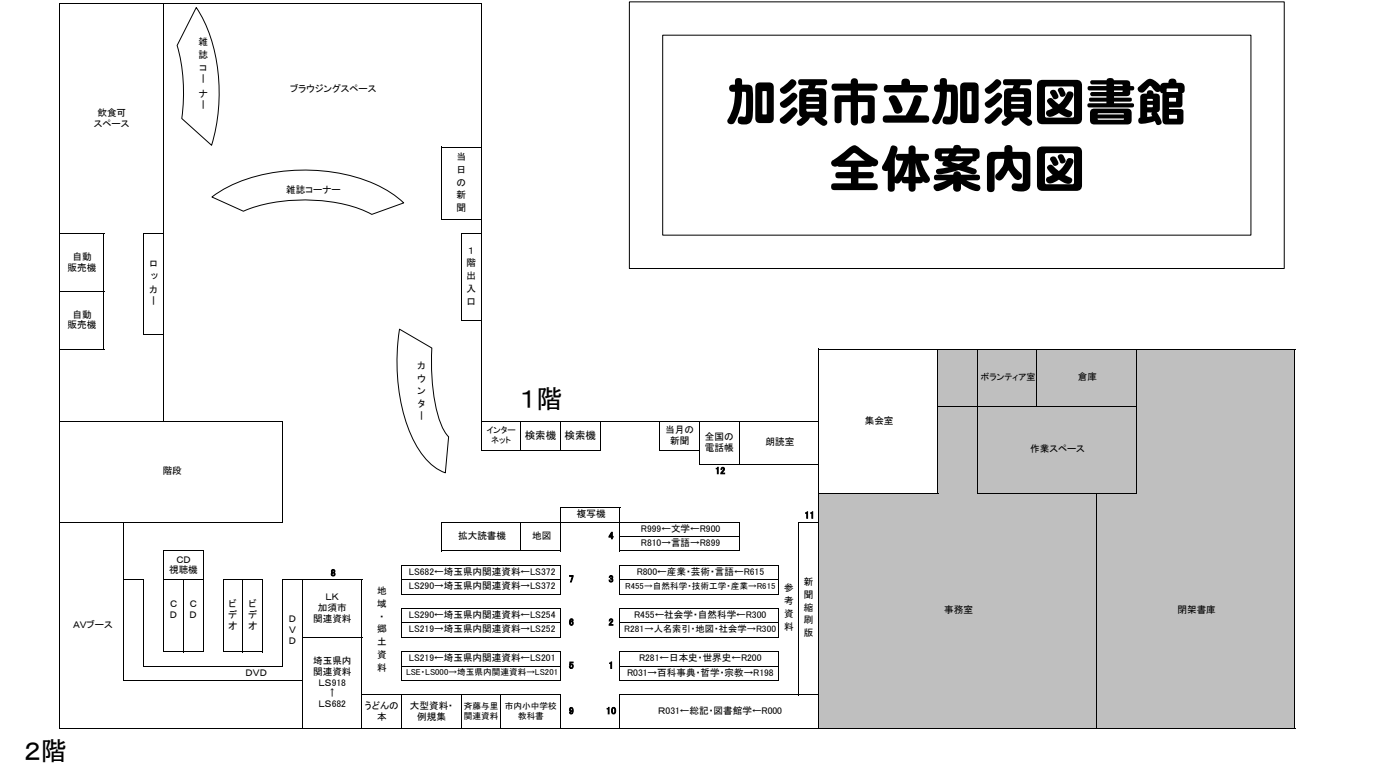 加須市立加須図書館
全体案内図
雑誌コーナー
ブラウジングスペース
飲食可
スペース
雑誌コーナー
当日の新聞
自動
販売機
自動
販売機
ロッカー
1階出入口
カウンター
1階
インター
ネット
検索機
検索機
当月の
新聞
全国の
電話帳
朗読室
12
集会室
ボランティア室
倉庫
作業スペース
事務室
閉架書庫
階段
複写機
拡大読書機
地図
4
R999←文学←R900
R810→言語→R899
11
新聞縮刷版
参考資料
CD
視聴機
CD
CD
ビデオ
ビデオ
DVD
DVD
AVブース
8
LK
加須市
関連資料
埼玉県内
関連資料
LS918
↑
LS682
地域・郷土資料
LS682←埼玉県内関連資料←LS372
LS290→埼玉県内関連資料→LS372
7
3
R800←産業・芸術・言語←R615
R455→自然科学・技術工学・産業→R615
LS290←埼玉県内関連資料←LS254
LS219→埼玉県内関連資料→LS252
6
2
R455←社会学・自然科学←R300
R281→人名索引・地図・社会学→R300
LS219←埼玉県内関連資料←LS201
LSE・LS000→埼玉県内関連資料→LS201
5
1
R281←日本史・世界史←R200
R031→百科事典・哲学・宗教→R198
うどんの
本
大型資料・
例規集
斉藤与里
関連資料
市内小中学校
教科書
9
10
R031←総記・図書館学←R000
2階